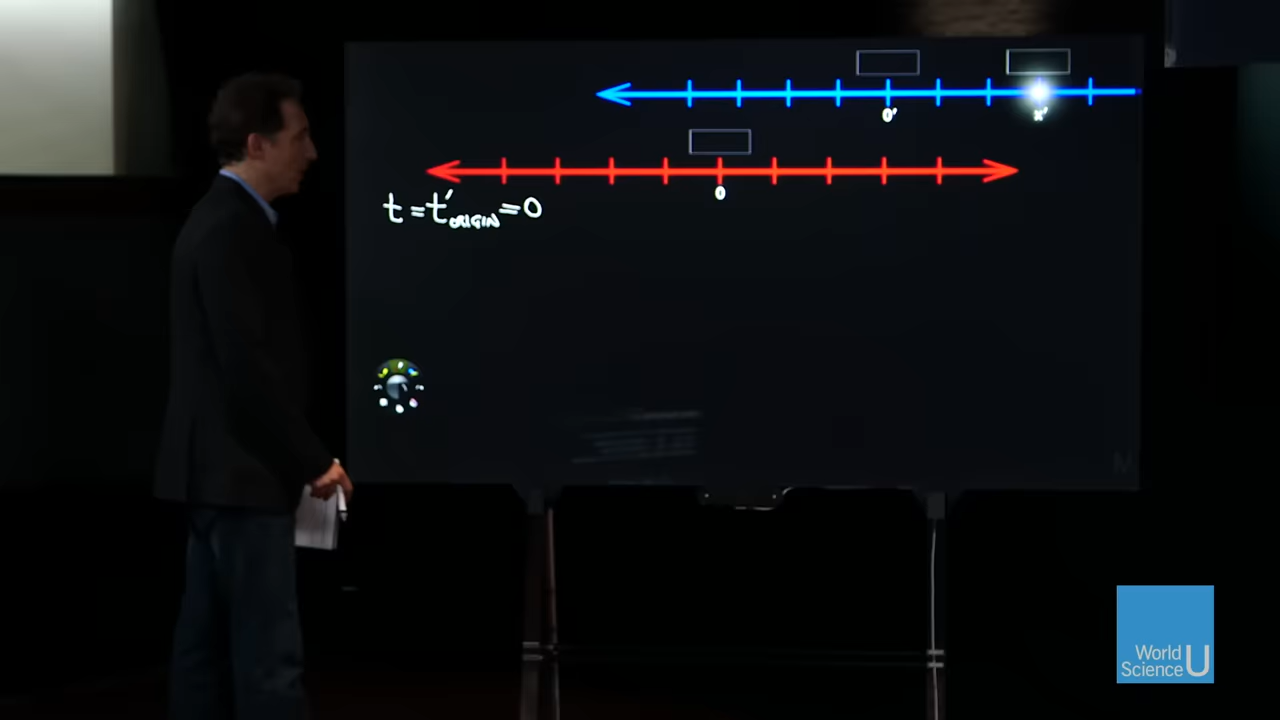 0'
x'
0
t = t'ORIGIN = 0
World
Science U